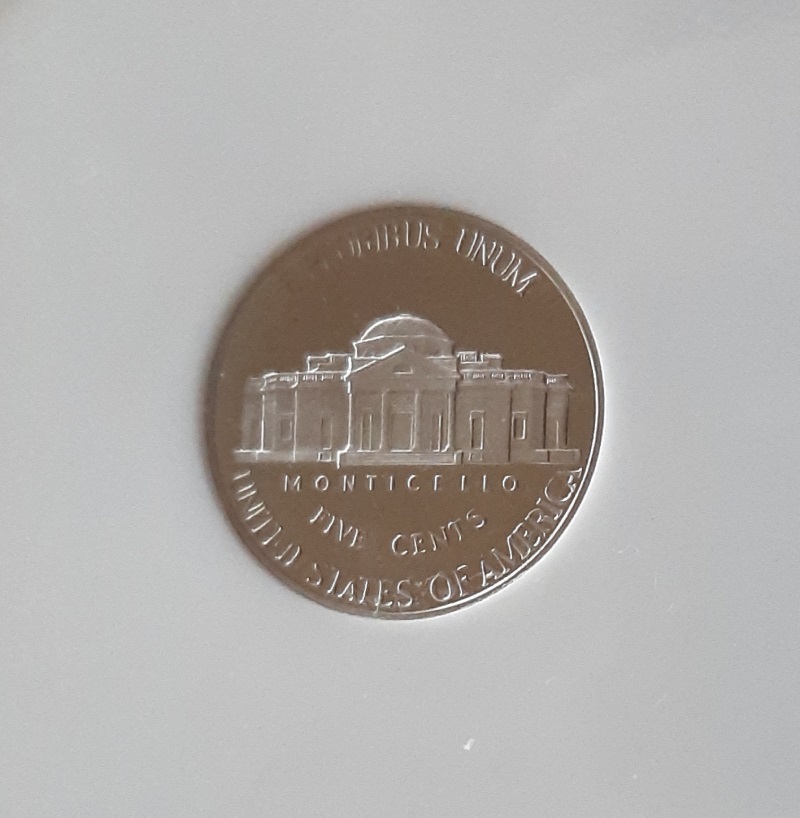 PLURIBUS UNUM
MONTICELLO
FIVE CENTS
UNITED STATES OF AMERICA